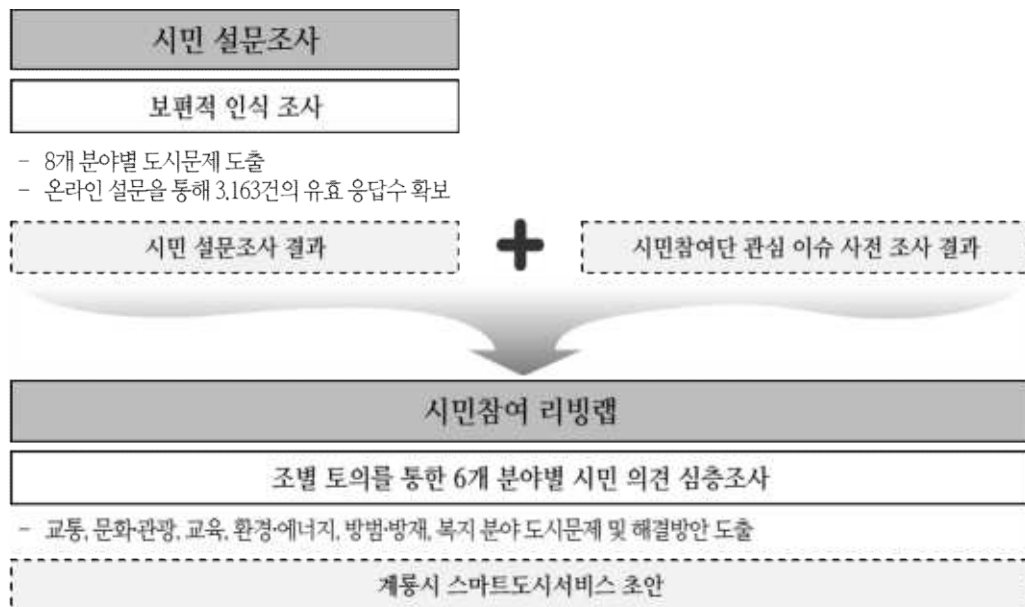 시민 설문조사
보편적 인식 조사
- 8개 분야별 도시문제 도출
- 온라인 설문을 통해 3,163건의 유효 응답수 확보
시민 설문조사 결과
시민참여단 관심 이슈 사전 조사 결과
시민참여 리빙랩
조별 토의를 통한 6개 분야별 시민 의견 심층조사
- 교통, 문화·관광, 교육, 환경·에너지, 방범·방재, 복지 분야 도시문제 및 해결방안 도출
계룡시 스마트도시서비스 초안